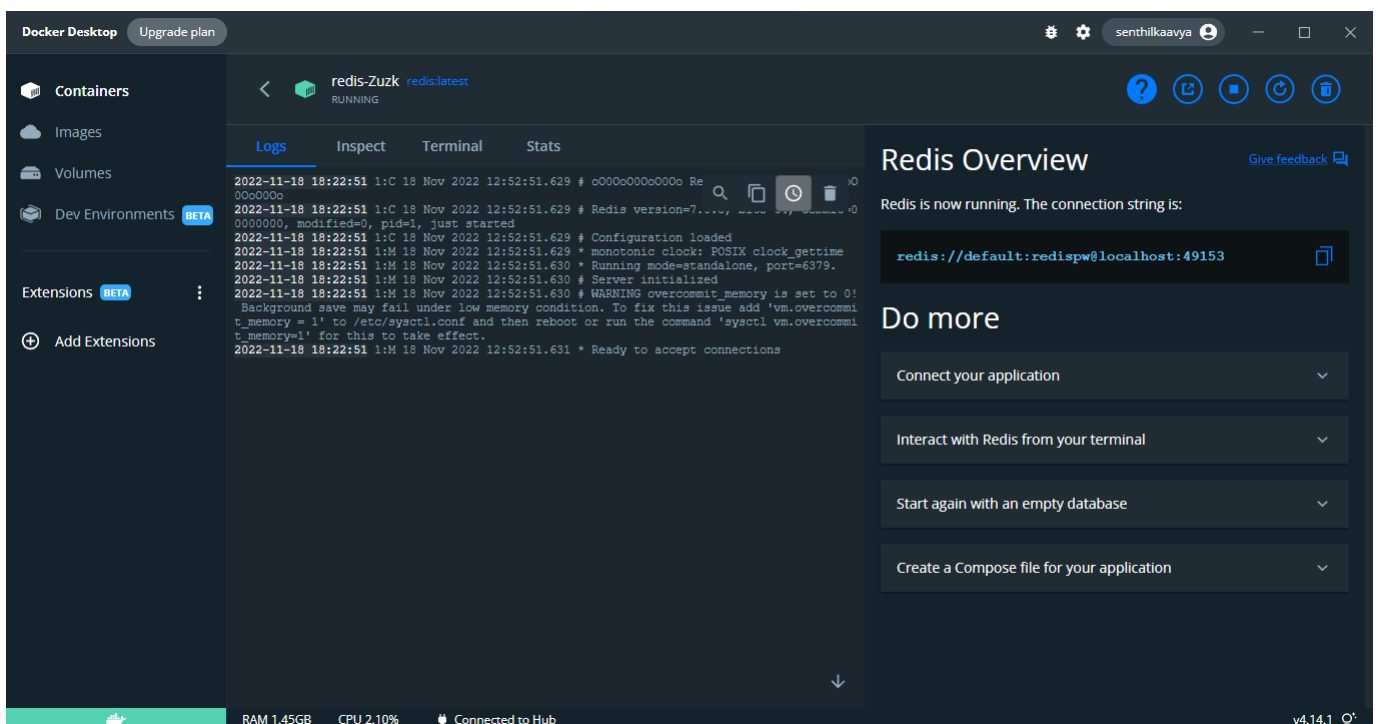 Docker Desktop Upgrade plan senthilkaavya
Containers
Images
Volumes
Dev Environments BETA
Extensions BETA
Add Extensions
redis-Zuzk redis:latest
RUNNING
Logs Inspect Terminal Stats
2022-11-18 18:22:51 1:C 18 Nov 2022 12:52:51.629 # oO0OoO0OoO0Oo Re
2022-11-18 18:22:51 1:C 18 Nov 2022 12:52:51.629 # Redis
0000000, modified=0, pid=1, just started
2022-11-18 18:22:51 1:C 18 Nov 2022 12:52:51.629 # Configuration loaded
2022-11-18 18:22:51 1:M 18 Nov 2022 12:52:51.629 * monotonic clock: POSIX clock_gettime
2022-11-18 18:22:51 1:M 18 Nov 2022 12:52:51.630 * Running mode=standalone, port=6379.
2022-11-18 18:22:51 1:M 18 Nov 2022 12:52:51.630 # Server initialized
2022-11-18 18:22:51 1:M 18 Nov 2022 12:52:51.630 # WARNING overcommit_memory is set to 0!
Background save may fail under low memory condition. To fix this issue add 'vm.overcommi
t_memory = 1' to /etc/sysctl.conf and then reboot or run the command 'sysctl vm.overcommi
t_memory=1' for this to take effect.
2022-11-18 18:22:51 1:M 18 Nov 2022 12:52:51.631 * Ready to accept connections
Redis Overview Give feedback
Redis is now running. The connection string is:
redis://default:redispw@localhost:49153
Do more
Connect your application
Interact with Redis from your terminal
Start again with an empty database
Create a Compose file for your application
RAM 1.45GB CPU 2.10% Connected to Hub v4.14.1